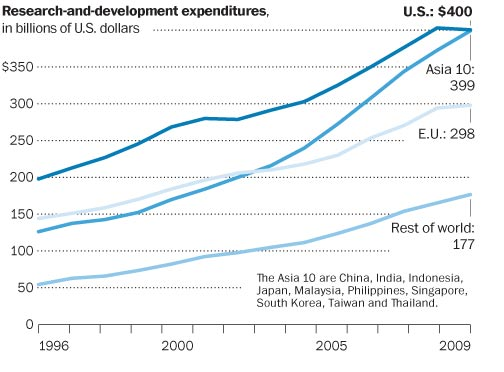 Research-and-development expenditures,
in billions of U.S. dollars
U.S.: $400
$350
Asia 10:
399
300
E.U.: 298
250
200
150
Rest of world:
177
100
The Asia 10 are China, India, Indonesia,
Japan, Malaysia, Philippines, Singapore,
South Korea, Taiwan and Thailand.
50
0
1996
2000
2005
2009